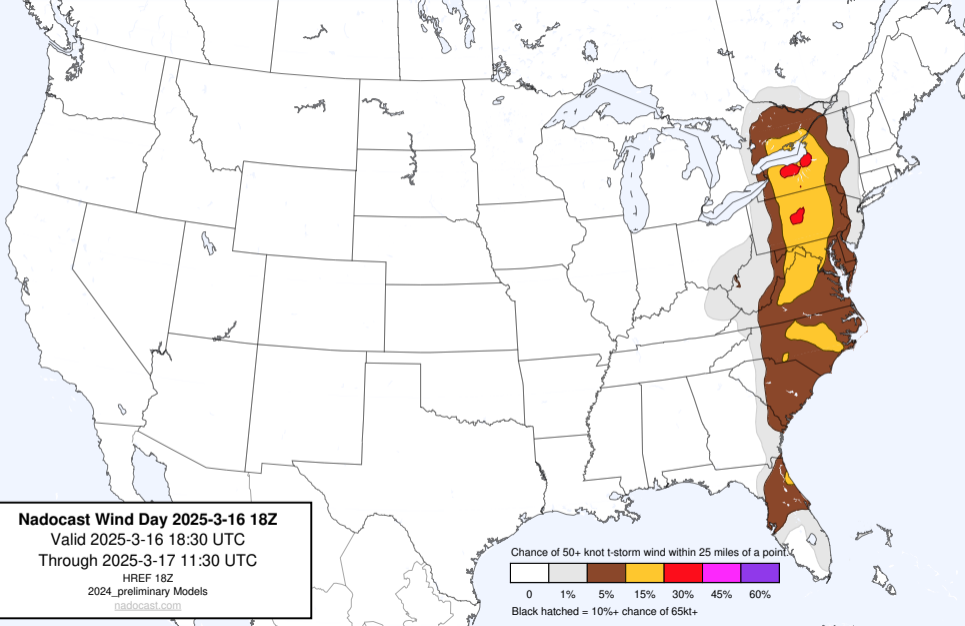 Nadocast Wind Day 2025-3-16 18Z
Valid 2025-3-16 18:30 UTC
Through 2025-3-17 11:30 UTC
HREF 18Z
2024_preliminary Models
nadocast.com
Chance of 50+ knot t-storm wind within 25 miles of a point.
0 1% 5% 15% 30% 45% 60%
Black hatched = 10%+ chance of 65kt+